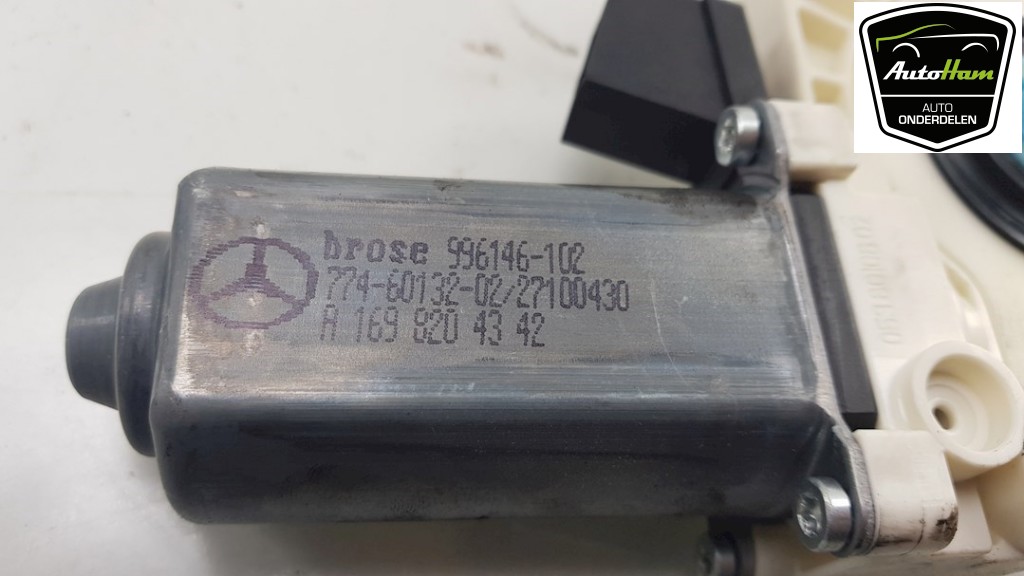 AutoHam
AUTO
ONDERDELEN
brose 996146-102
774-60132-02/27100430
A 169 820 43 42